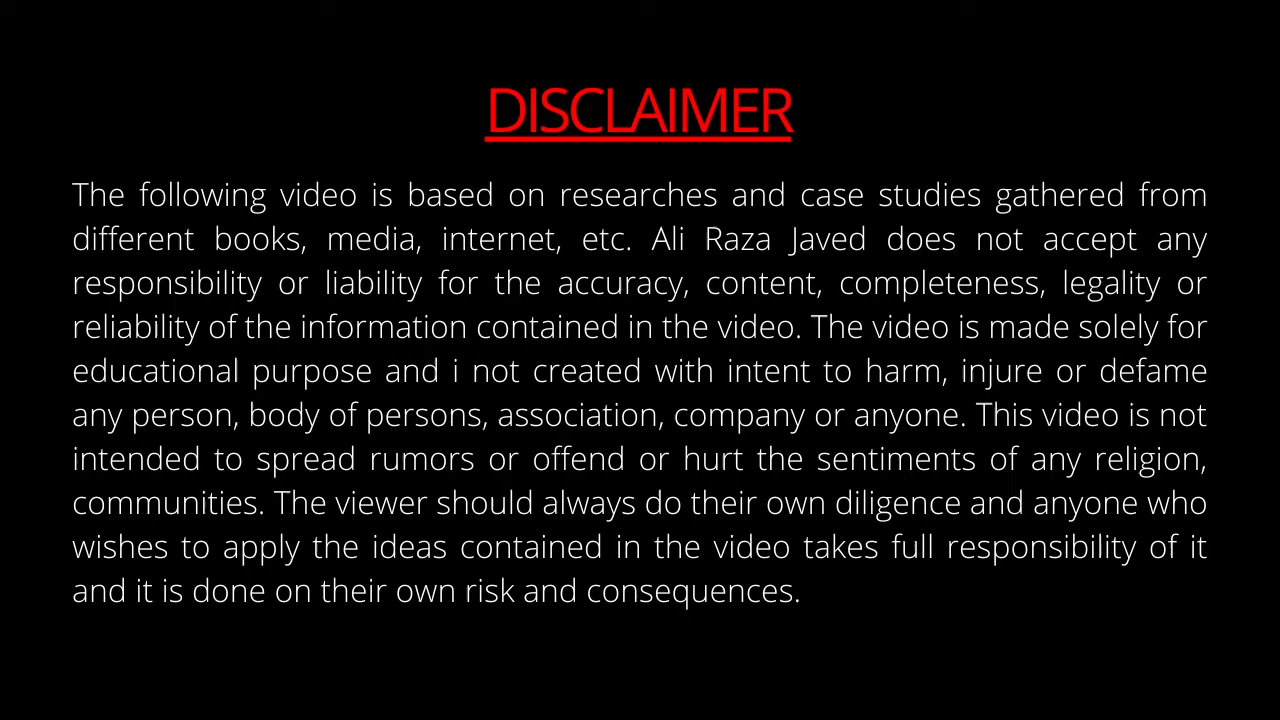 DISCLAIMER
The following video is based on researches and case studies gathered from
different books, media, internet, etc. Ali Raza Javed does not accept any
responsibility or liability for the accuracy, content, completeness, legality or
reliability of the information contained in the video. The video is made solely for
educational purpose and i not created with intent to harm, injure or defame
any person, body of persons, association, company or anyone. This video is not
intended to spread rumors or offend or hurt the sentiments of any religion,
communities. The viewer should always do their own diligence and anyone who
wishes to apply the ideas contained in the video takes full responsibility of it
and it is done on their own risk and consequences.